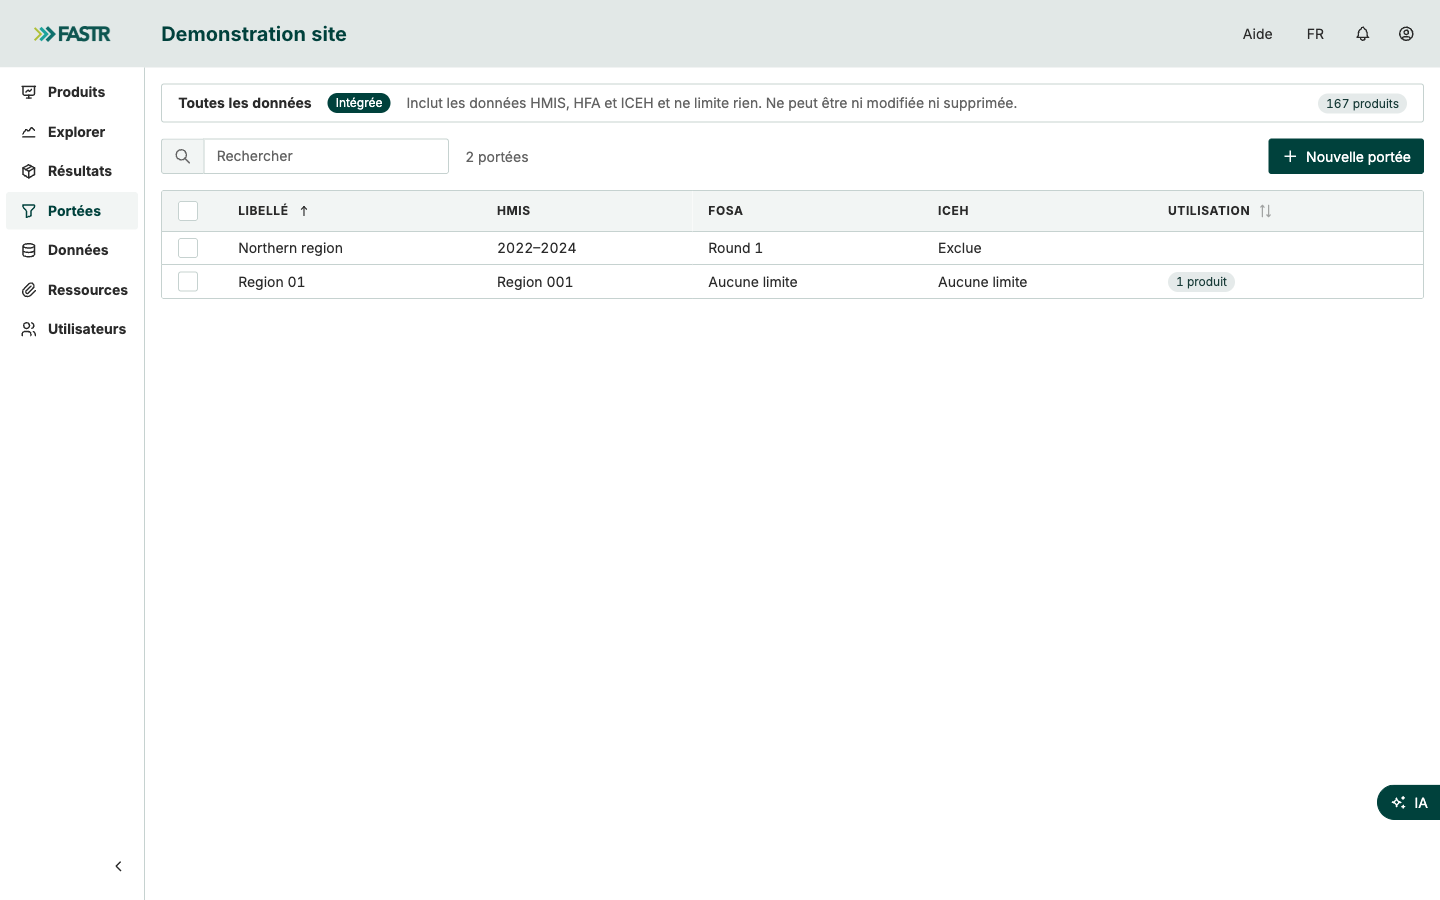 FASTR
Demonstration site
Aide
FR
Produits
Explorer
Résultats
Portées
Données
Ressources
Utilisateurs
Toutes les données
Intégrée
Inclut les données HMIS, HFA et ICEH et ne limite rien. Ne peut être ni modifiée ni supprimée.
167 produits
Rechercher
2 portées
Nouvelle portée
LIBELLÉ
HMIS
FOSA
ICEH
UTILISATION
Northern region
2022–2024
Round 1
Exclue
Region 01
Region 001
Aucune limite
Aucune limite
1 produit
IA